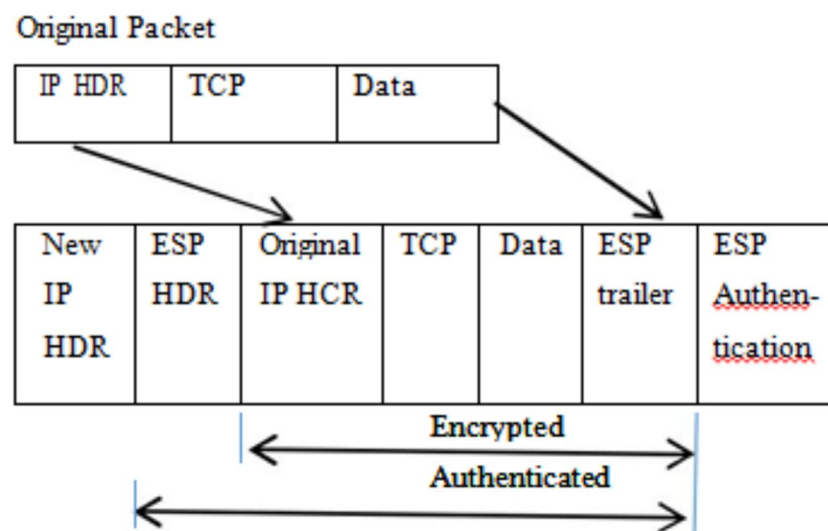 Original Packet
IP HDR TCP Data
New ESP Original TCP Data ESP ESP
IP HDR IP HCR trailer Authen-
HDR tication
Encrypted
Authenticated